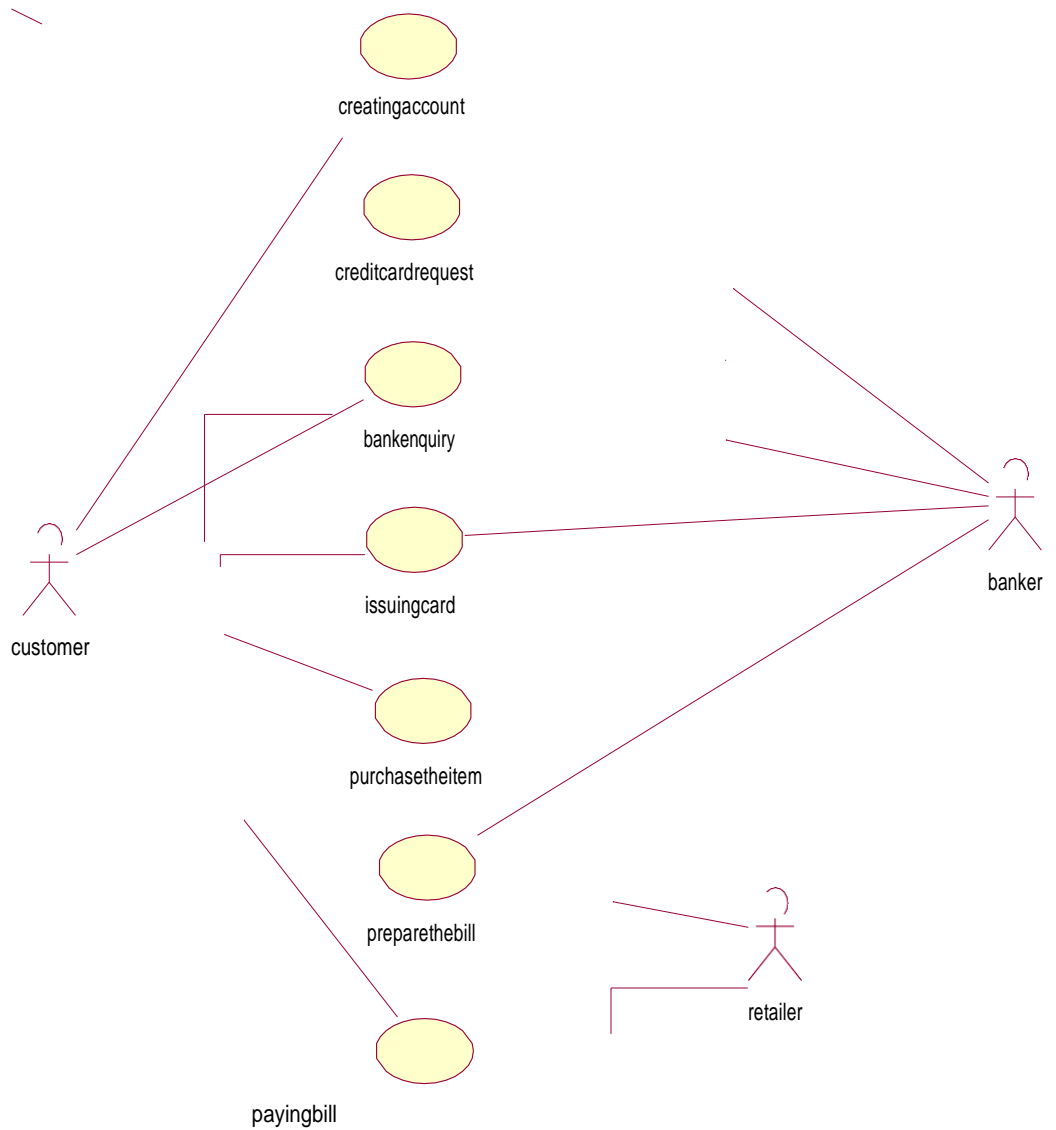 creatingaccount
creditcardrequest
bankenquiry
issuingcard
banker
customer
purchasetheitem
preparethebill
retailer
payingbill